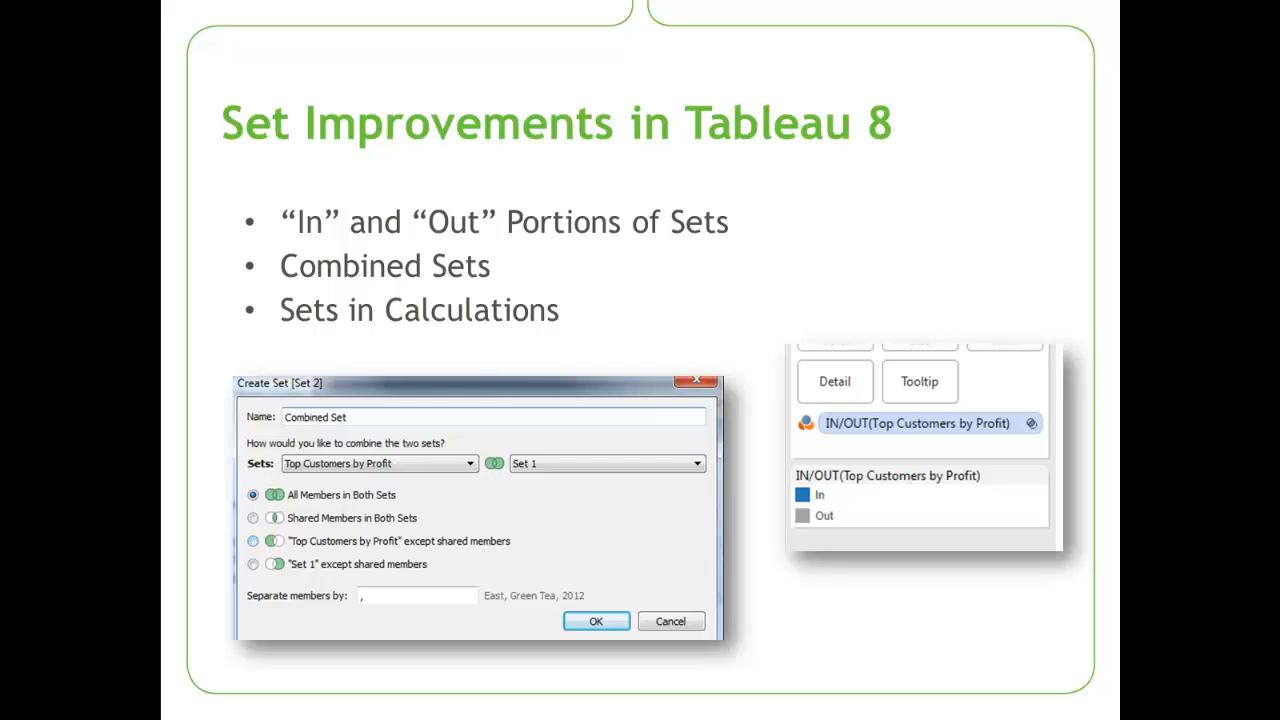 Set Improvements in Tableau 8
• “In” and “Out” Portions of Sets
• Combined Sets
• Sets in Calculations
Create Set [Set 2]
Name: Combined Set
How would you like to combine the two sets?
Sets: Top Customers by Profit Set 1
All Members in Both Sets
Shared Members in Both Sets
"Top Customers by Profit" except shared members
"Set 1" except shared members
Separate members by: , East, Green Tea, 2012
OK Cancel
Detail Tooltip
IN/OUT(Top Customers by Profit)
IN/OUT(Top Customers by Profit)
In
Out